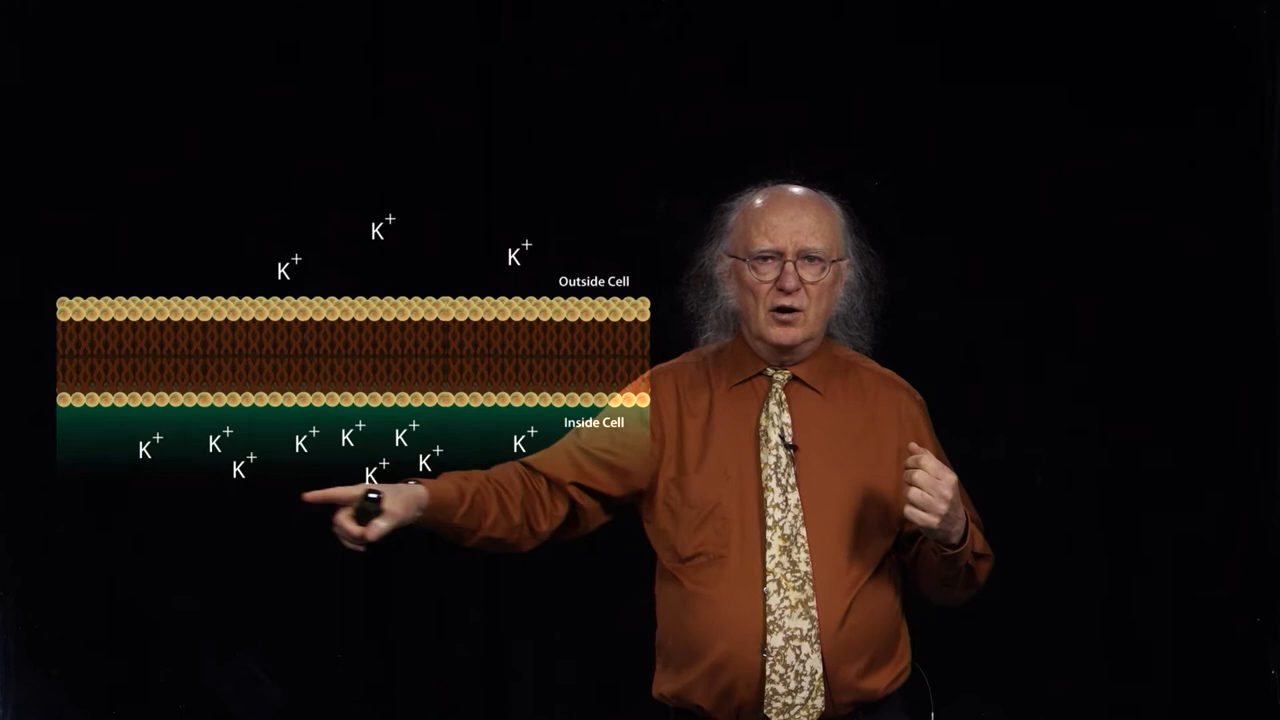 K⁺
K⁺ K⁺
Outside Cell
Inside Cell
K⁺ K⁺ K⁺ K⁺ K⁺ K⁺
K⁺ K⁺ K⁺